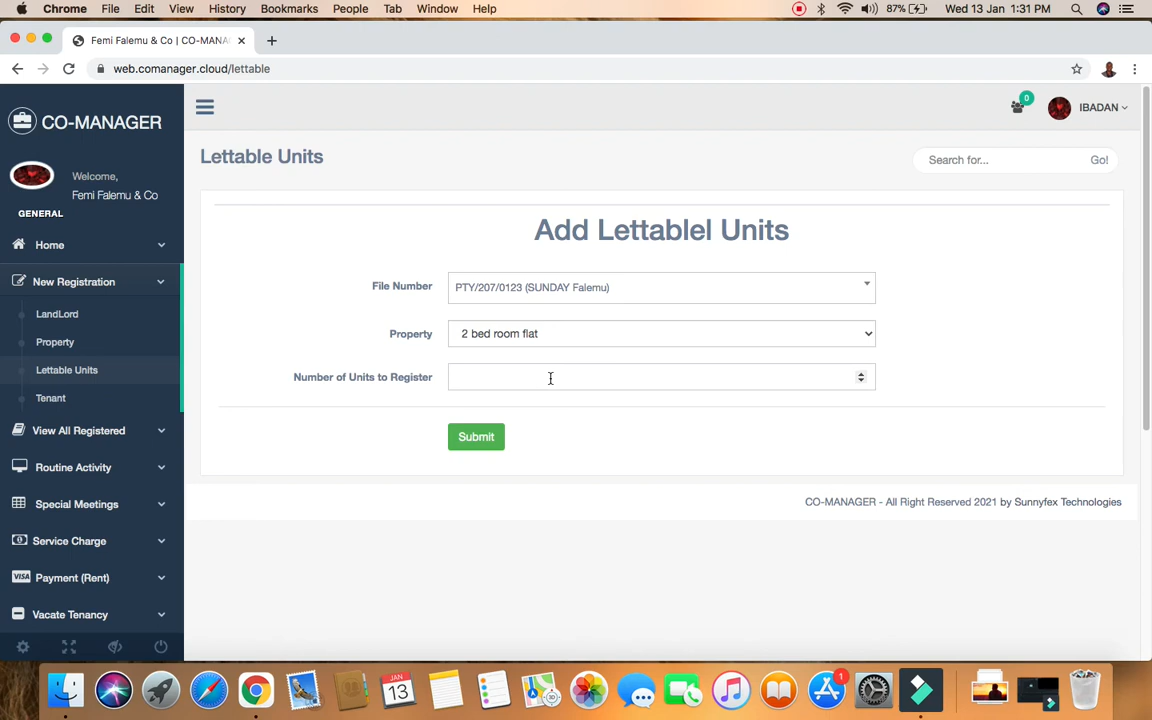 Chrome File Edit View History Bookmarks People Tab Window Help 87% Wed 13 Jan 1:31 PM
Femi Falemu & Co | CO-MANA
web.comanager.cloud/lettable
CO-MANAGER
0
IBADAN
Welcome,
Femi Falemu & Co
GENERAL
Home
New Registration
LandLord
Property
Lettable Units
Tenant
View All Registered
Routine Activity
Special Meetings
Service Charge
VISA Payment (Rent)
Vacate Tenancy
Lettable Units
Search for... Go!
Add Lettablel Units
File Number PTY/207/0123 (SUNDAY Falemu)
Property 2 bed room flat
Number of Units to Register
Submit
CO-MANAGER - All Right Reserved 2021 by Sunnyfex Technologies
JAN
13
1